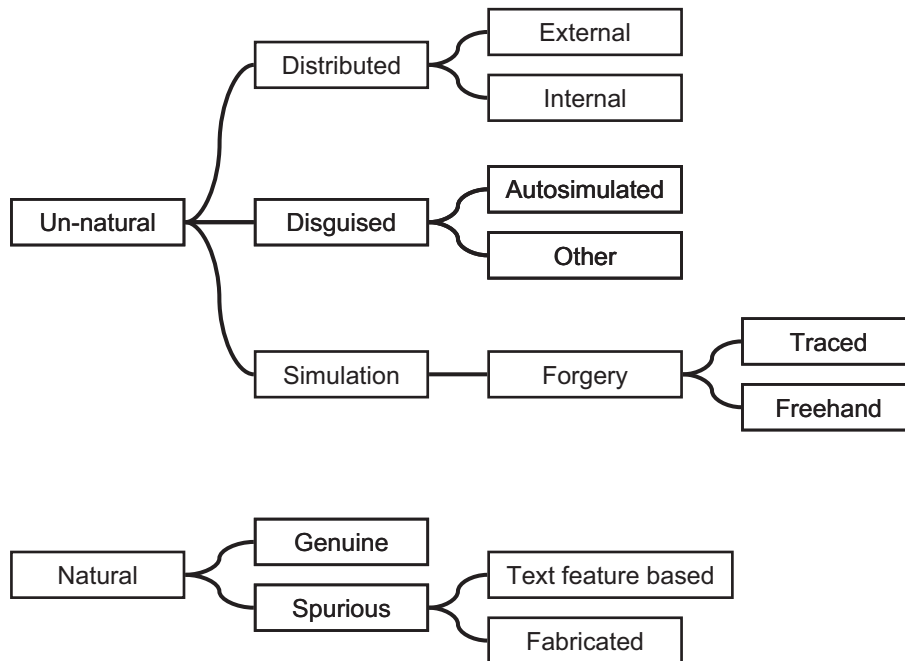 External
Distributed
Internal
Autosimulated
Un-natural
Disguised
Other
Traced
Simulation
Forgery
Freehand
Genuine
Natural
Text feature based
Spurious
Fabricated